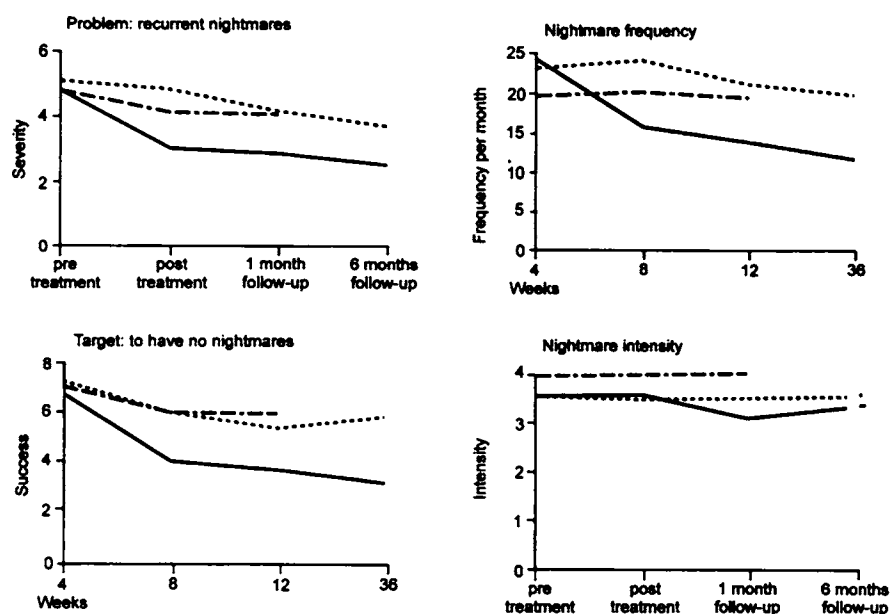 Problem: recurrent nightmares
6
4
2
0
Severity
pre treatment
post treatment
1 month follow-up
6 months follow-up
Nightmare frequency
25
20
15
10
5
0
Frequency per month
4
8
12
36
Weeks
Target: to have no nightmares
8
6
4
2
0
Success
4
8
12
36
Weeks
Nightmare intensity
4
3
2
1
0
Intensity
pre treatment
post treatment
1 month follow-up
6 months follow-up